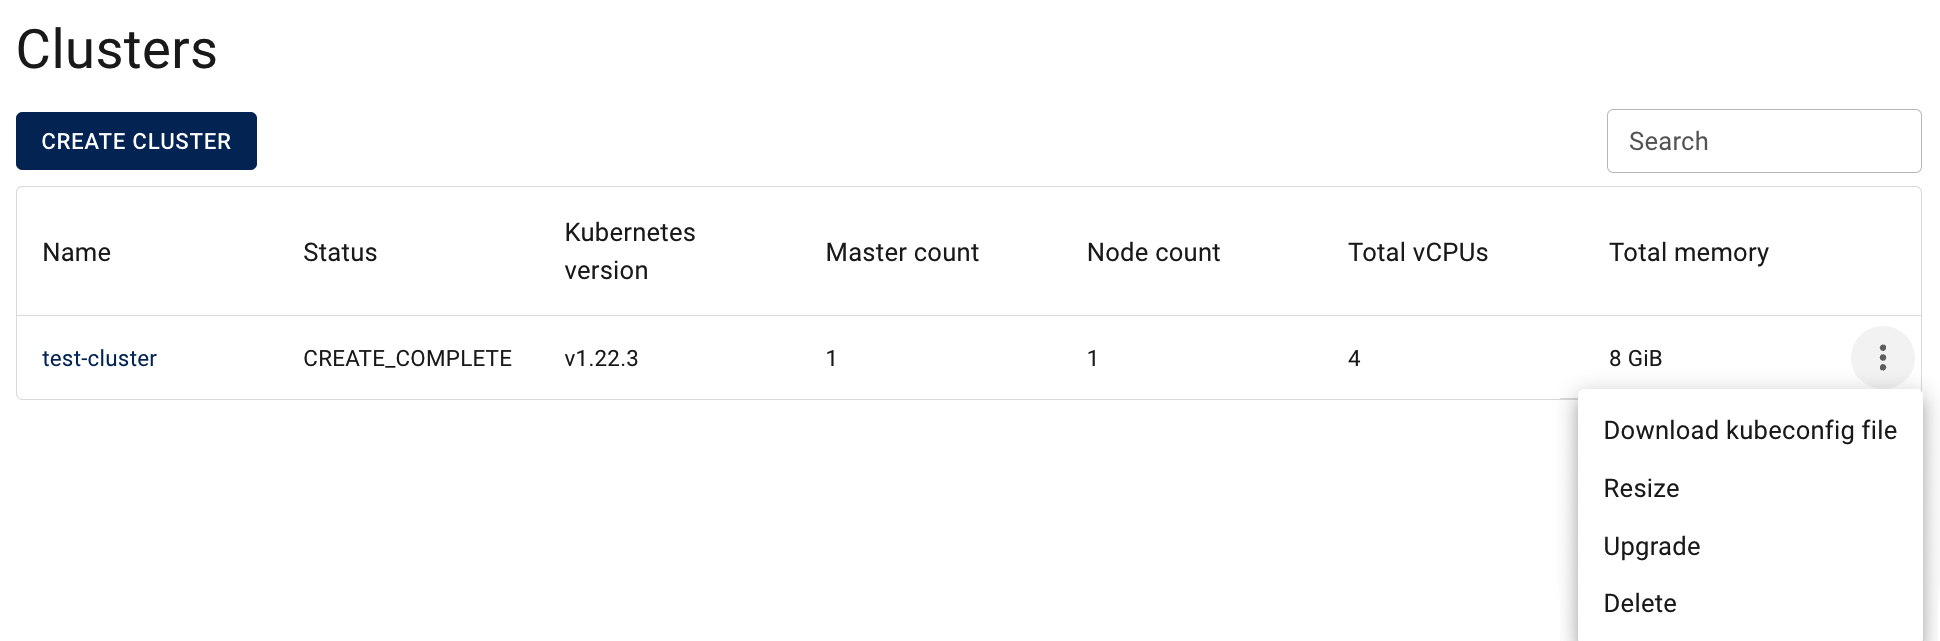 Clusters
CREATE CLUSTER
Search
Name
Status
Kubernetes
version
Master count
Node count
Total vCPUs
Total memory
test-cluster
CREATE_COMPLETE
v1.22.3
1
1
4
8 GiB
Download kubeconfig file
Resize
Upgrade
Delete